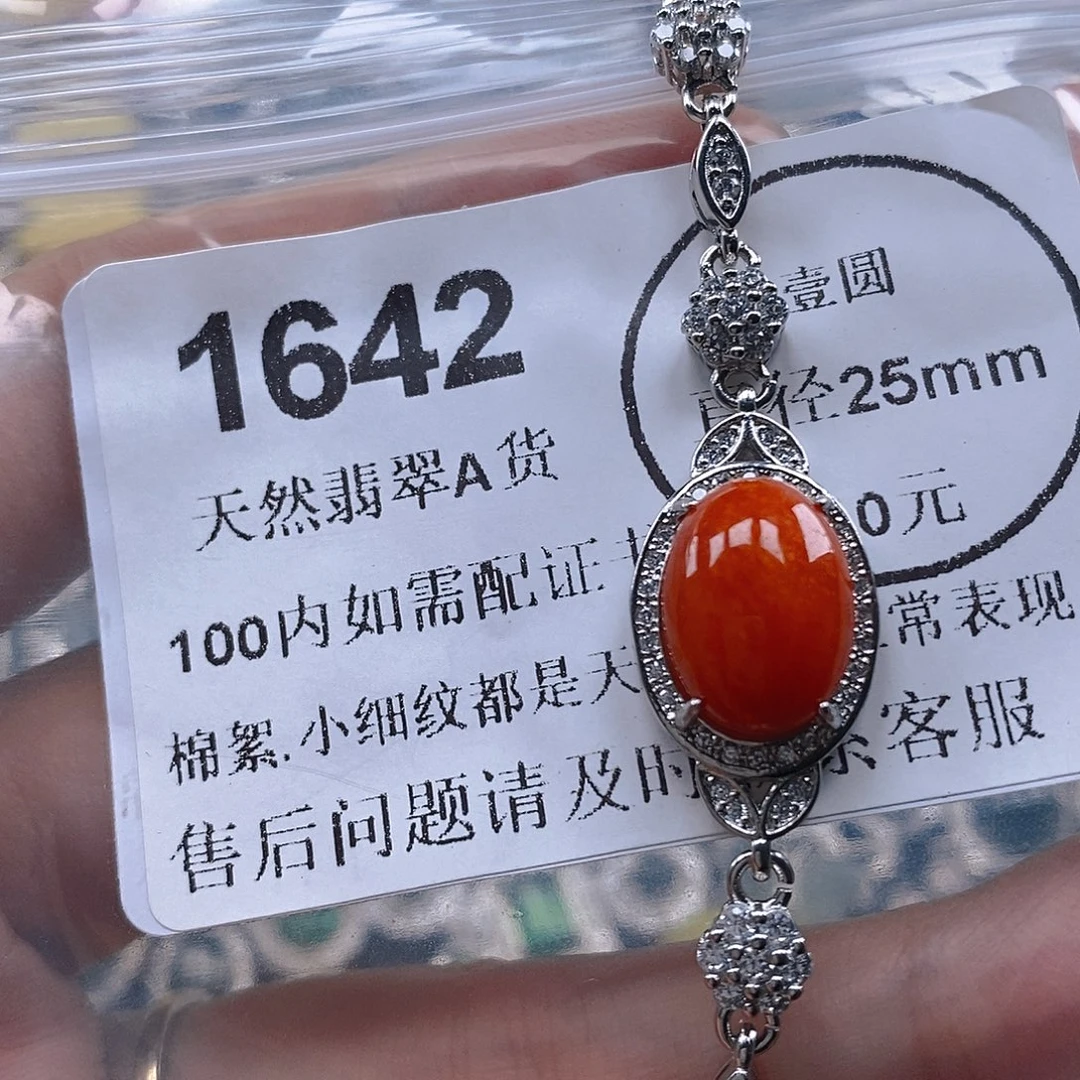 1642
天然翡翠A货
100内如需配证
棉絮.小细纹都是天 常表现
售后问题请及时 客服
壹圆
直径25mm
0元